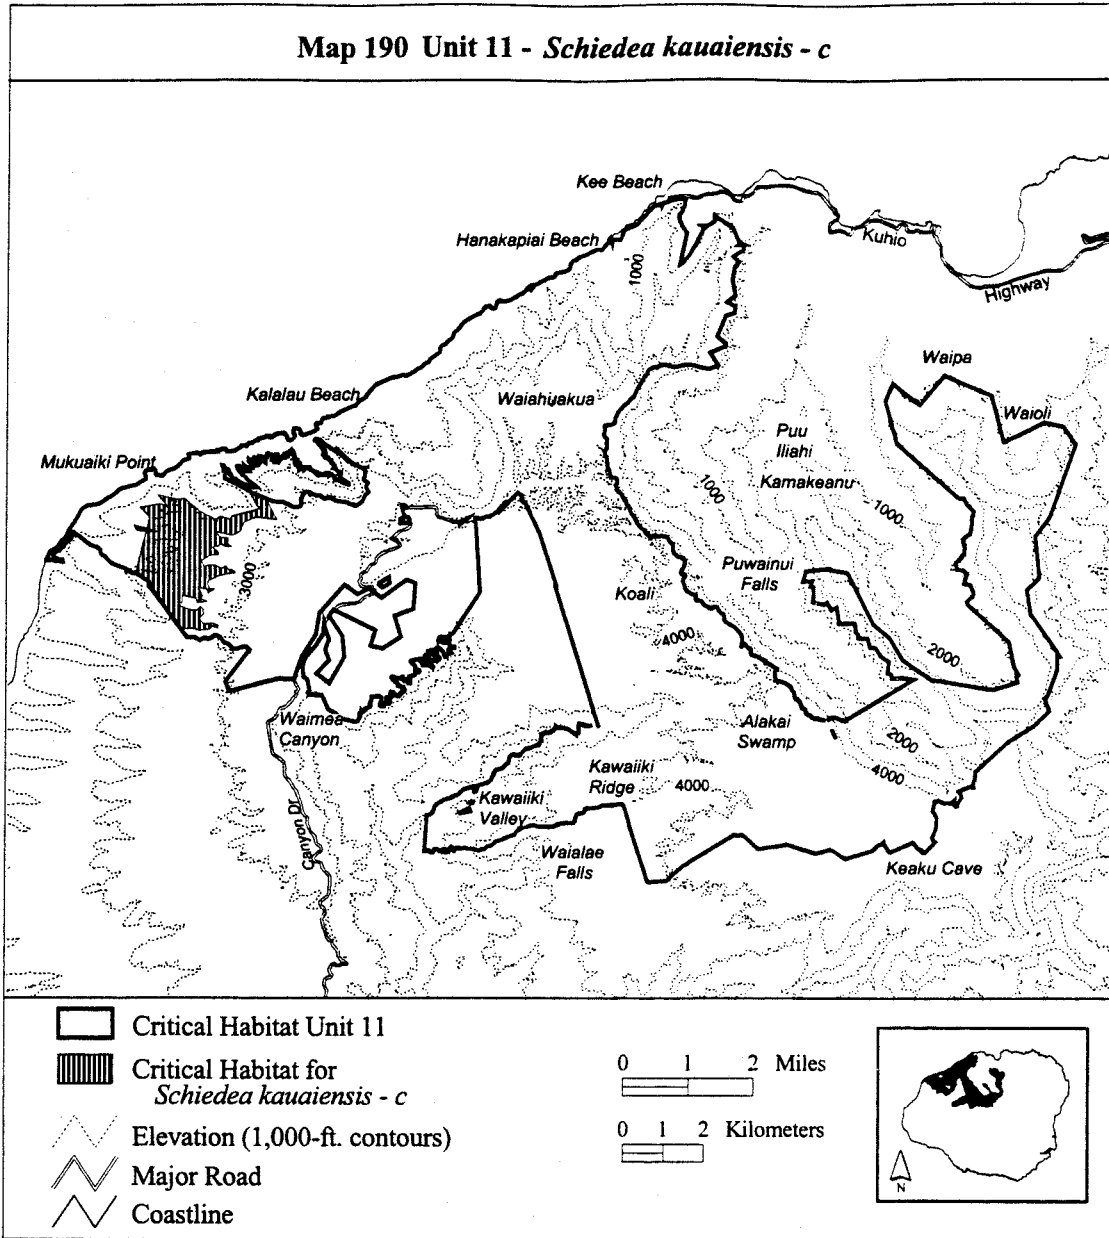 Map 190 Unit 11 - Schiedea kauaiensis - c
Kee Beach
Hanakapiai Beach
Kuhio
Highway
1000
Waipa
Kalalau Beach
Waiahuakua
Waioli
Puu
Iliahi
Mukuaiki Point
Kamakeanu
1000
1000
Puwainui
Falls
3000
Koali
4000
2000
Waimea
Canyon
Alakai
Swamp
2000
Kawaiiki
Ridge
4000
4000
Kawaiiki
Valley
Canyon Dr
Waialae
Falls
Keaku Cave
Critical Habitat Unit 11
Critical Habitat for
Schiedea kauaiensis - c
Elevation (1,000-ft. contours)
Major Road
Coastline
0 1 2 Miles
0 1 2 Kilometers
N